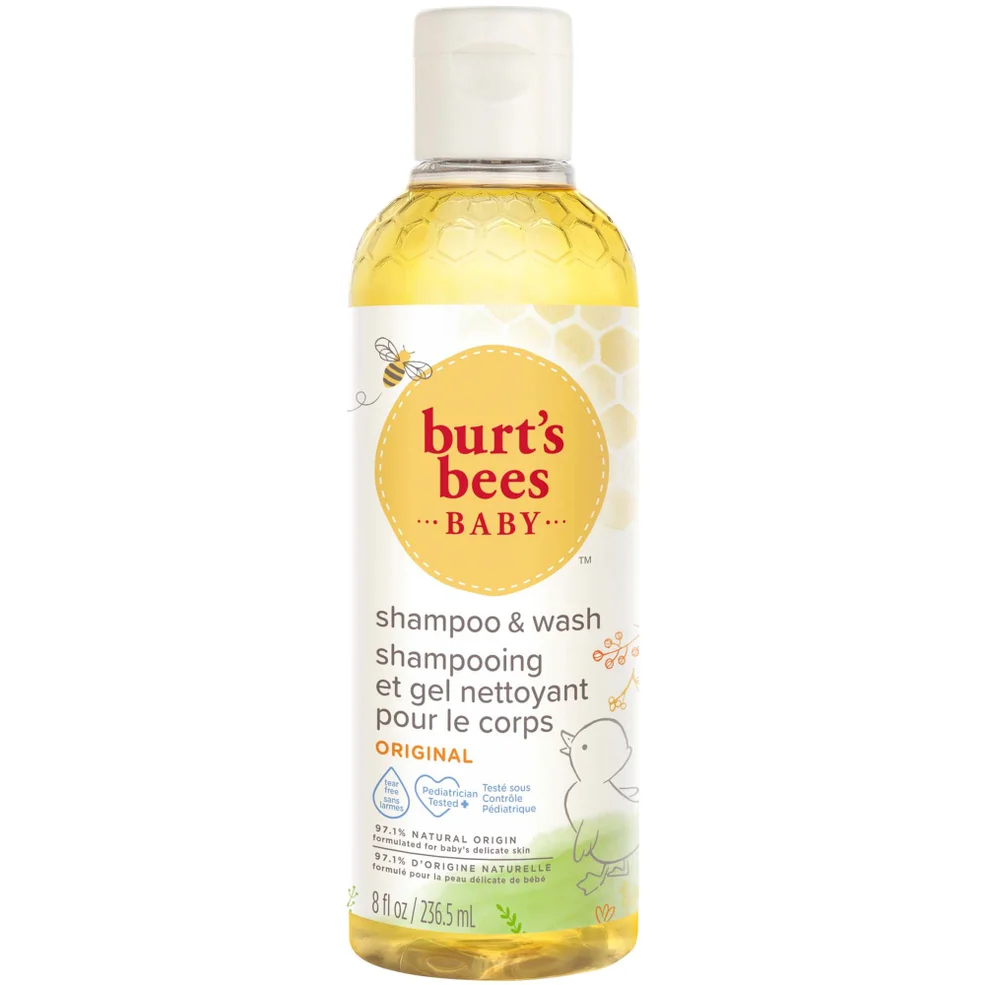 burt's
bees
···BABY···
™
shampoo & wash
shampooing
et gel nettoyant
pour le corps
ORIGINAL
tear
free
sans
larmes
Pediatrician
Tested
Testé sous
Contrôle
Pédiatrique
97.1% NATURAL ORIGIN
formulated for baby's delicate skin
97.1% D'ORIGINE NATURELLE
formulé pour la peau délicate de bébé
8 fl oz / 236.5 mL